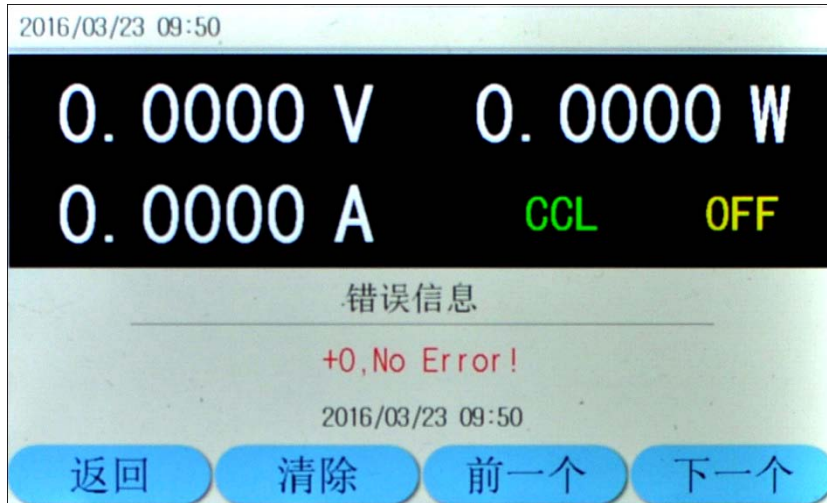 2016/03/23 09:50
0.0000 V 0.0000 W
0.0000 A CCL OFF
错误信息
+0,No Error!
2016/03/23 09:50
返回 清除 前一个 下一个